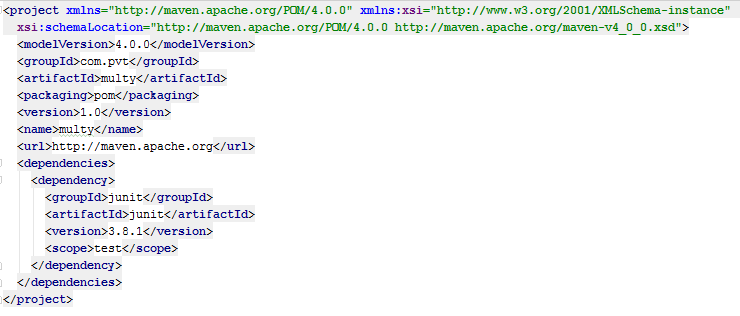 <project xmlns="http://maven.apache.org/POM/4.0.0" xmlns:xsi="http://www.w3.org/2001/XMLSchema-instance"
xsi:schemaLocation="http://maven.apache.org/POM/4.0.0 http://maven.apache.org/maven-v4_0_0.xsd">
<modelVersion>4.0.0</modelVersion>
<groupId>com.pvt</groupId>
<artifactId>multy</artifactId>
<packaging>pom</packaging>
<version>1.0</version>
<name>multy</name>
<url>http://maven.apache.org</url>
<dependencies>
<dependency>
<groupId>junit</groupId>
<artifactId>junit</artifactId>
<version>3.8.1</version>
<scope>test</scope>
</dependency>
</dependencies>
</project>